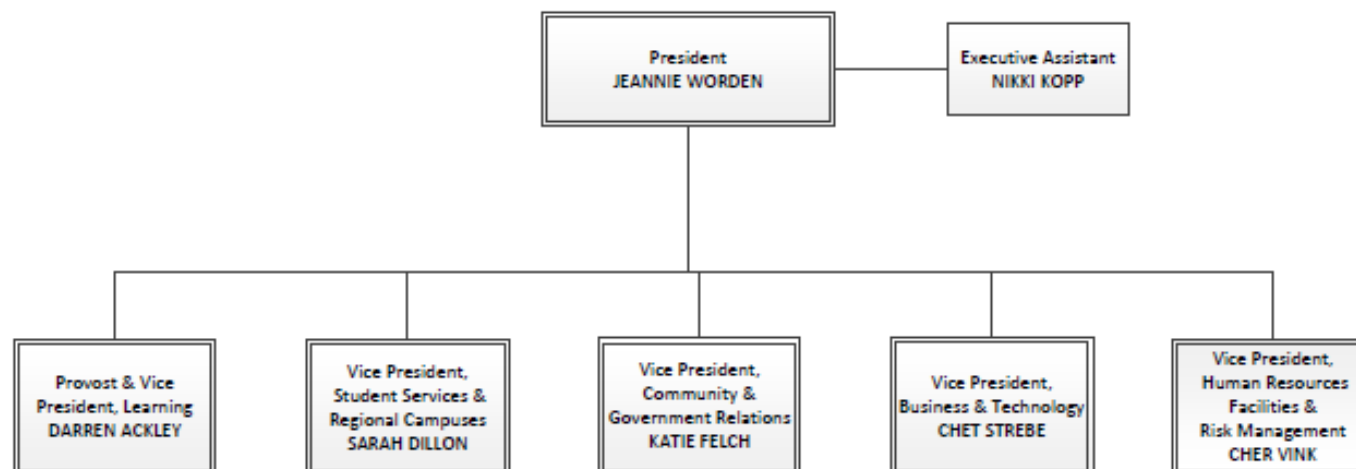 President
JEANNIE WORDEN
Executive Assistant
NIKKI KOPP
Provost & Vice
President, Learning
DARREN ACKLEY
Vice President,
Student Services &
Regional Campuses
SARAH DILLON
Vice President,
Community &
Government Relations
KATIE FELCH
Vice President,
Business & Technology
CHET STREBE
Vice President,
Human Resources
Facilities &
Risk Management
CHER VINK